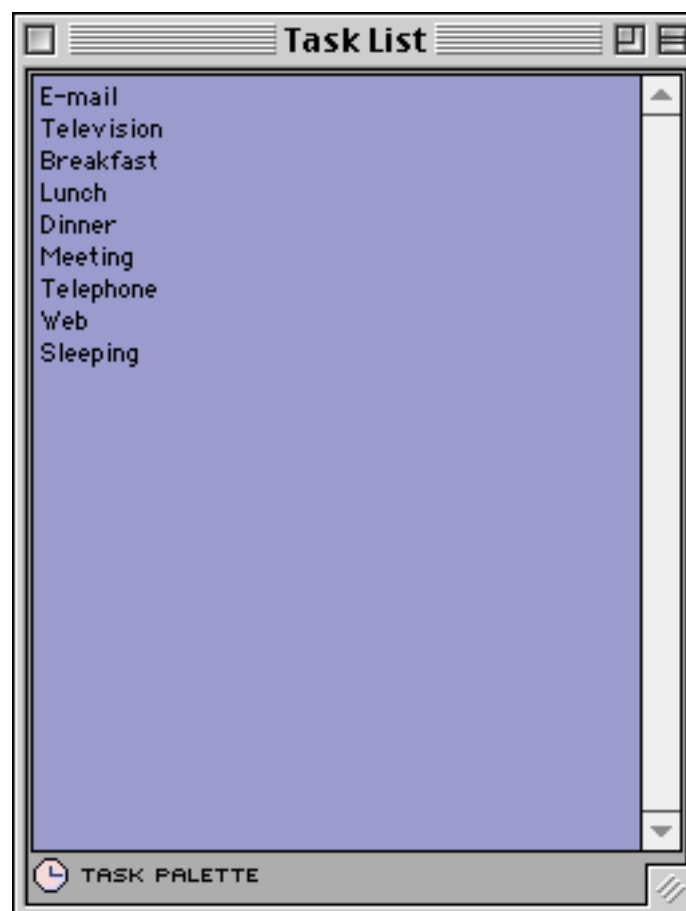 Task List
E-mail
Television
Breakfast
Lunch
Dinner
Meeting
Telephone
Web
Sleeping
TASK PALETTE